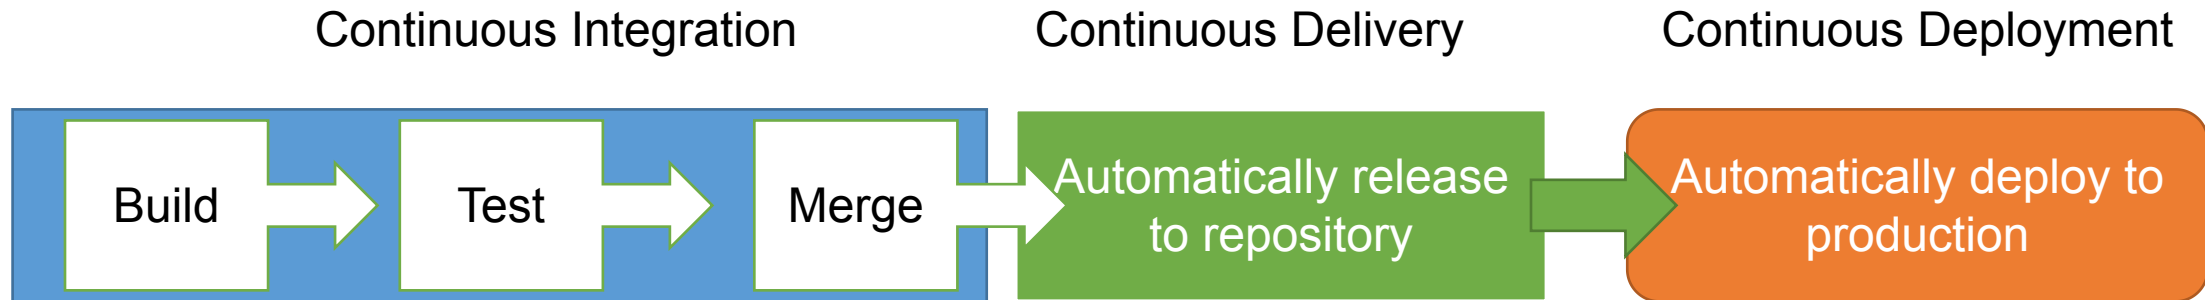 Continuous Integration
Continuous Delivery
Continuous Deployment
Build
Test
Merge
Automatically release
to repository
Automatically deploy to
production